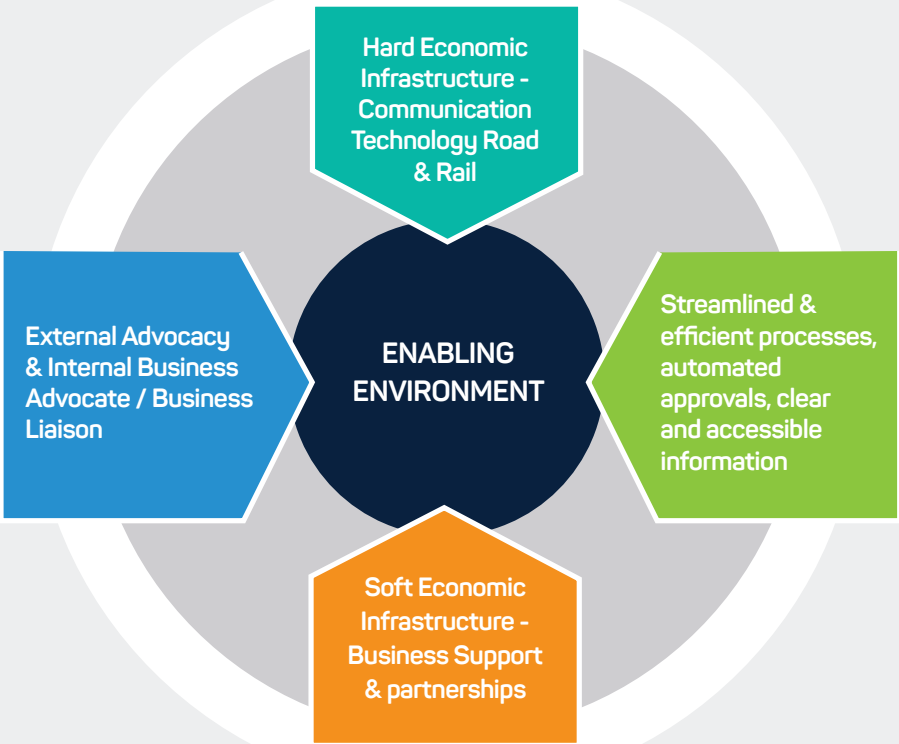 Hard Economic
Infrastructure -
Communication
Technology Road
& Rail
External Advocacy
& Internal Business
Advocate / Business
Liaison
ENABLING
ENVIRONMENT
Streamlined &
efficient processes,
automated
approvals, clear
and accessible
information
Soft Economic
Infrastructure -
Business Support
& partnerships